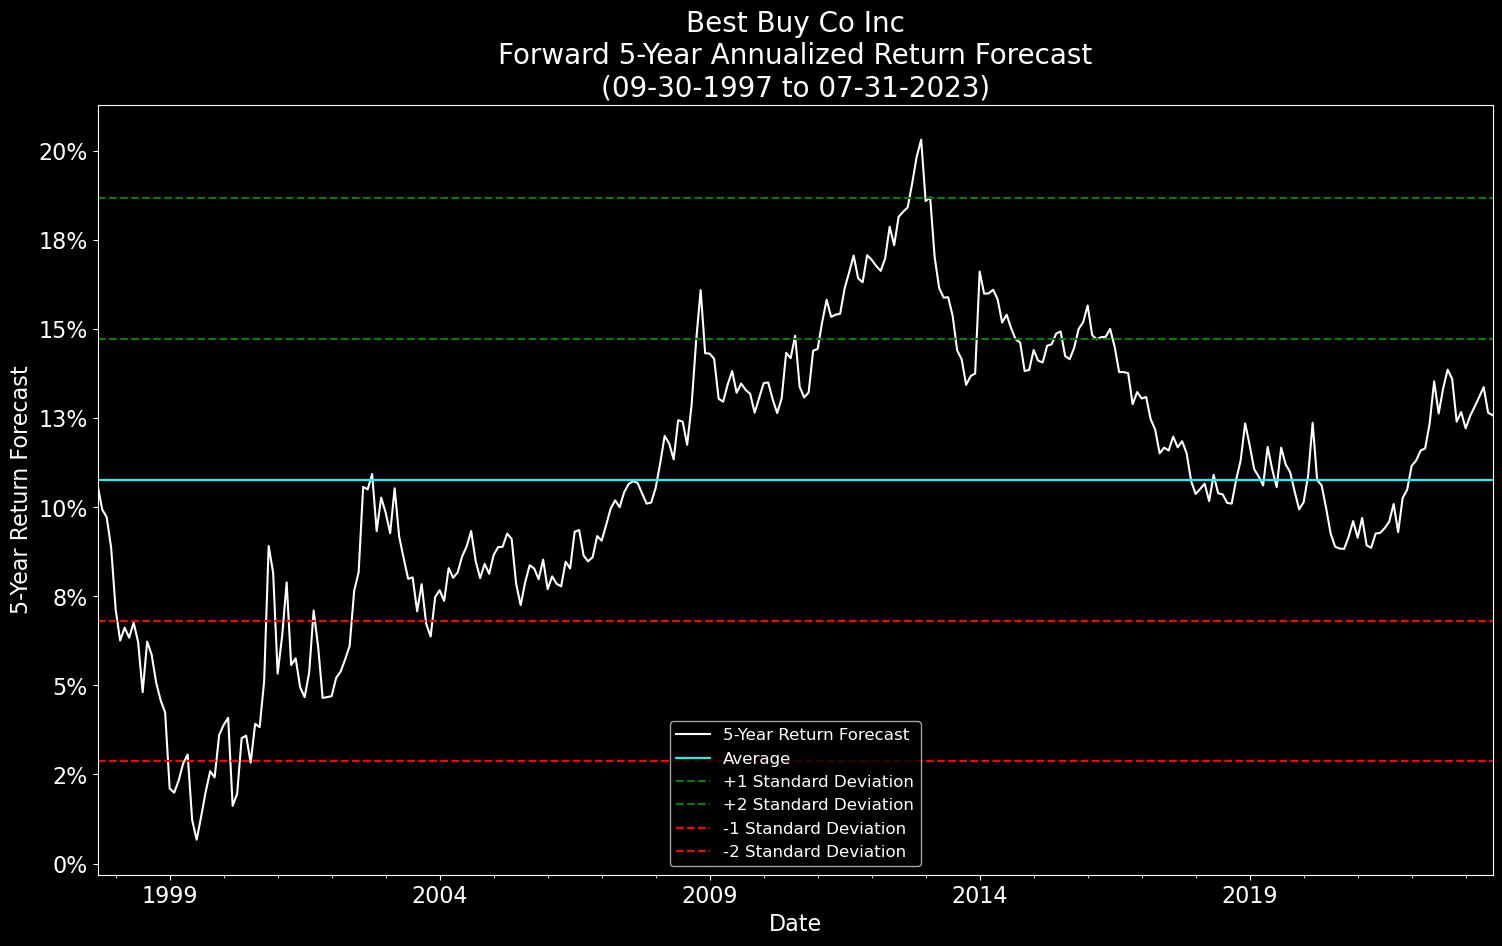 Best Buy Co Inc
Forward 5-Year Annualized Return Forecast
(09-30-1997 to 07-31-2023)
5-Year Return Forecast
20%
18%
15%
13%
10%
8%
5%
2%
0%
5-Year Return Forecast
Average
+1 Standard Deviation
+2 Standard Deviation
-1 Standard Deviation
-2 Standard Deviation
1999 2004 2009 2014 2019
Date